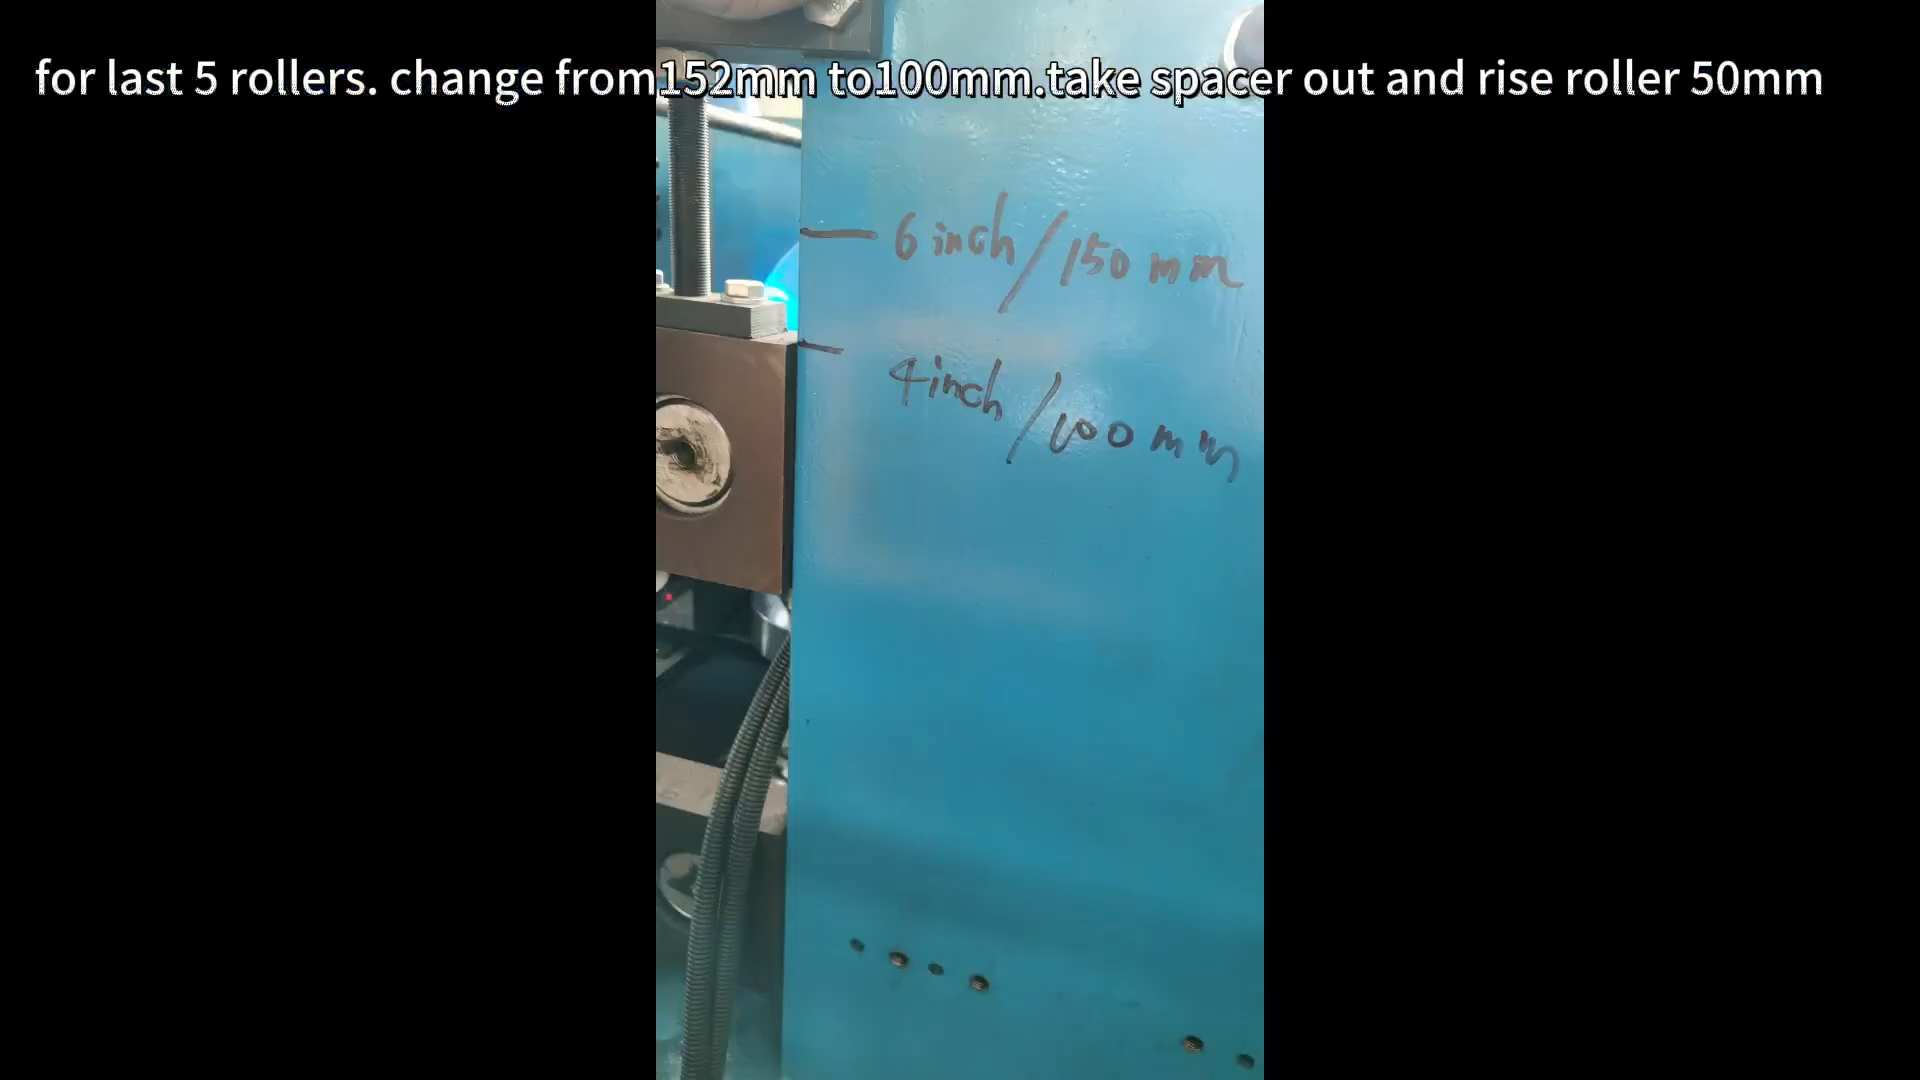 for last 5 rollers. change from152mm to100mm.take spacer out and rise roller 50mm
6 inch/150 mm
4inch/100mm